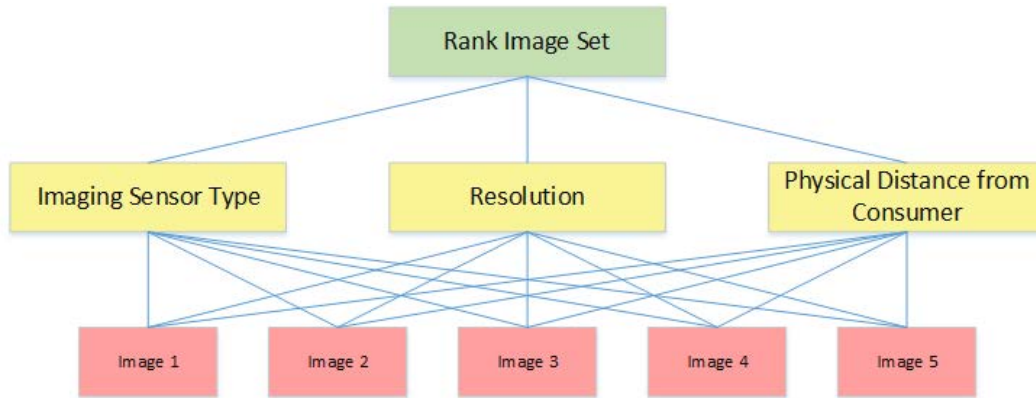 Rank Image Set
Imaging Sensor Type
Resolution
Physical Distance from
Consumer
Image 1
Image 2
Image 3
Image 4
Image 5